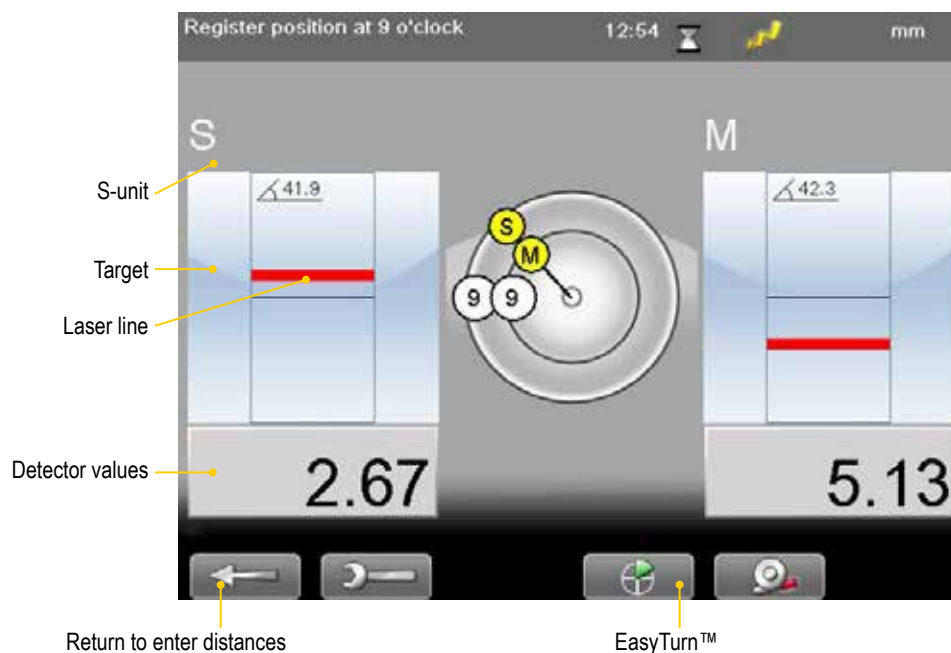 Register position at 9 o'clock 12:54 mm
S M
S-unit
41.9 42.3
S
Target
M
9 9
Laser line
Detector values
2.67 5.13
Return to enter distances EasyTurn™